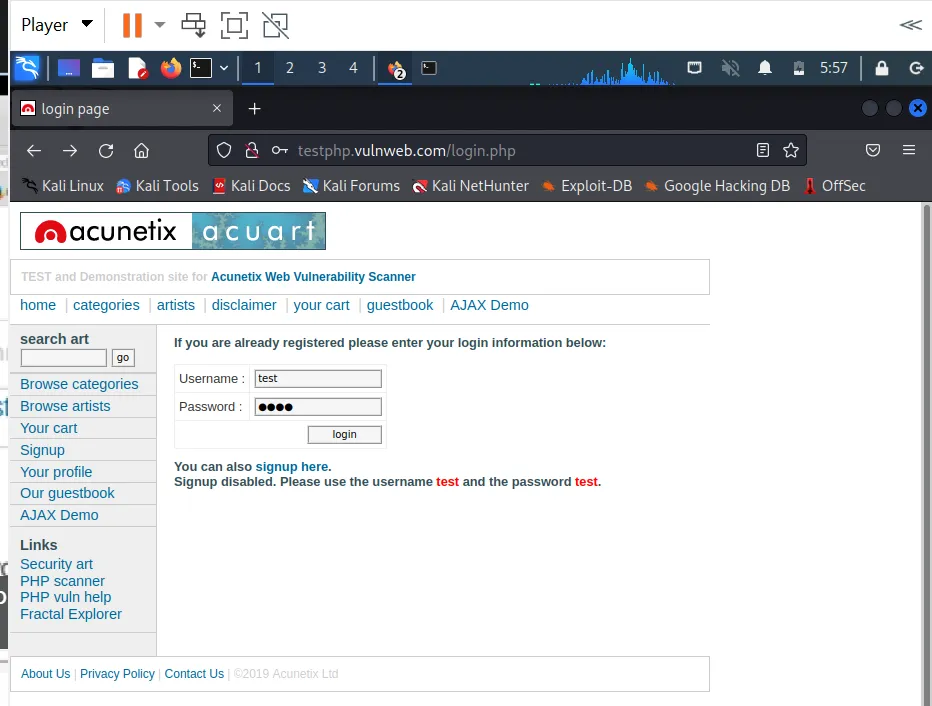 Player
1 2 3 4 2 5:57
login page
testphp.vulnweb.com/login.php
Kali Linux Kali Tools Kali Docs Kali Forums Kali NetHunter Exploit-DB Google Hacking DB OffSec
acunetix acuart
TEST and Demonstration site for Acunetix Web Vulnerability Scanner
home | categories | artists | disclaimer | your cart | guestbook | AJAX Demo
search art
go
Browse categories
Browse artists
Your cart
Signup
Your profile
Our guestbook
AJAX Demo
Links
Security art
PHP scanner
PHP vuln help
Fractal Explorer
If you are already registered please enter your login information below:
Username : test
Password : ●●●●
login
You can also signup here.
Signup disabled. Please use the username test and the password test.
About Us | Privacy Policy | Contact Us | ©2019 Acunetix Ltd